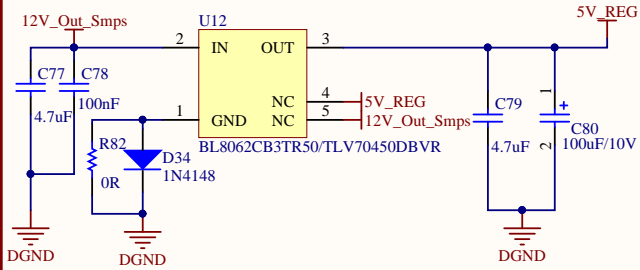 12V_Out_Smps
U12
5V_REG
2
IN
OUT
3
C77
C78
100nF
4.7uF
NC
4
5V_REG
1
GND
NC
5
12V_Out_Smps
BL8062CB3TR50/TLV70450DBVR
R82
0R
D34
1N4148
C79
4.7uF
1
+
C80
2
100uF/10V
DGND
DGND
DGND